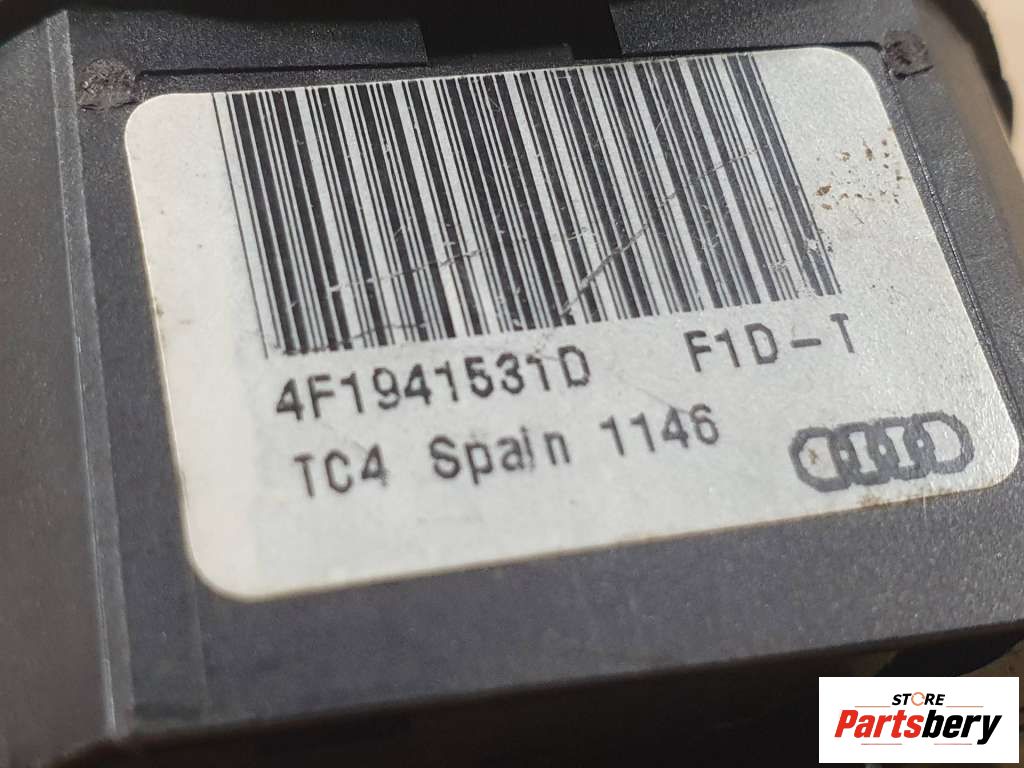 4F1941531D F1D-T
TC4 Spain 1146
STORE
Partsbery